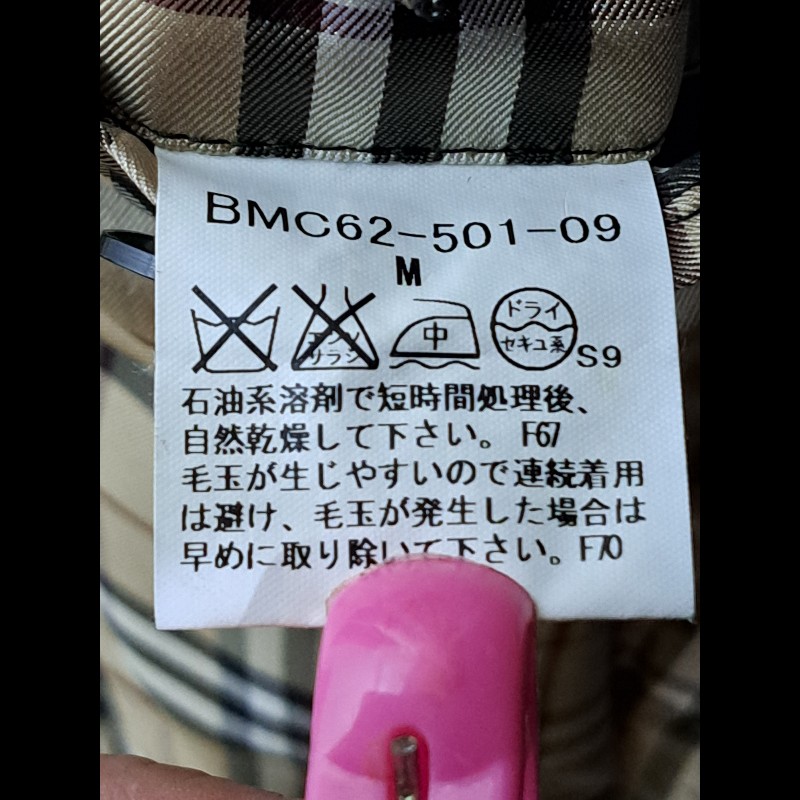 BMC62-501-09
M
エンソ
サラシ
中
ドライ
セキユ系
S9
石油系溶剤で短時間処理後、
自然乾燥して下さい。 F67
毛玉が生じやすいので連続着用
は避け、毛玉が発生した場合は
早めに取り除いて下さい。F70